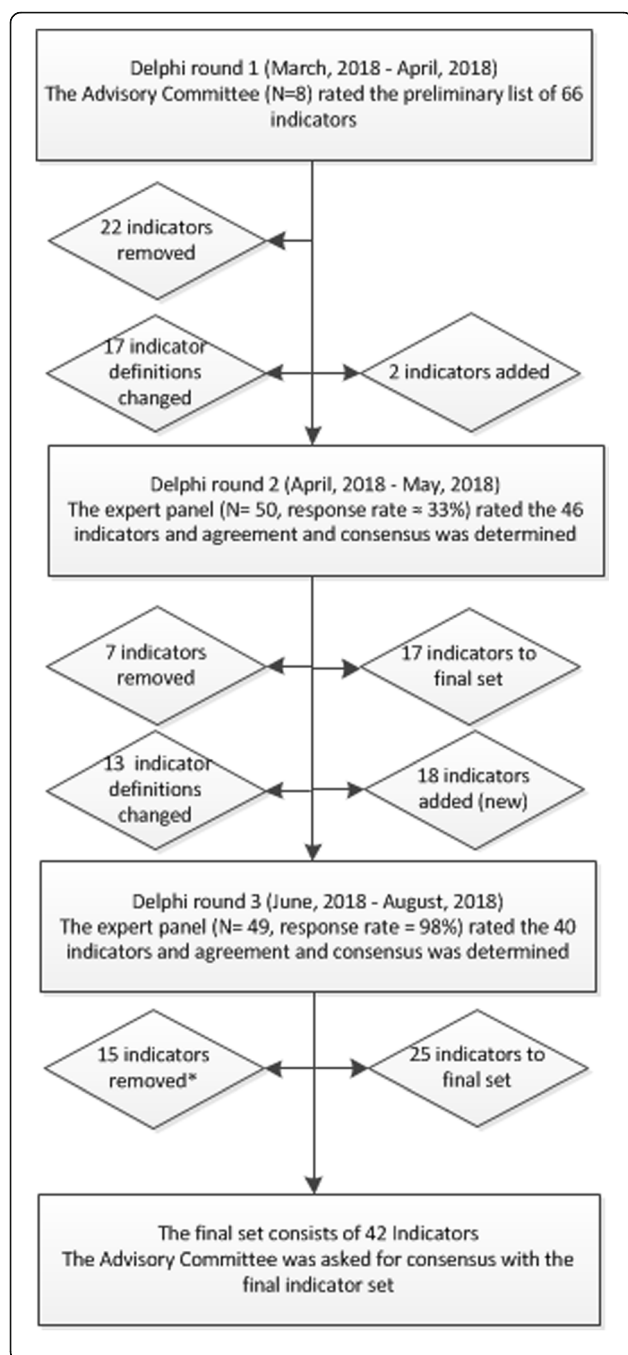 Delphi round 1 (March, 2018 - April, 2018)
The Advisory Committee (N=8) rated the preliminary list of 66
indicators
22 indicators
removed
17 indicator
definitions
changed
2 indicators added
Delphi round 2 (April, 2018 - May, 2018)
The expert panel (N= 50, response rate = 33%) rated the 46
indicators and agreement and consensus was determined
7 indicators
removed
17 indicators to
final set
13 indicator
definitions
changed
18 indicators
added (new)
Delphi round 3 (June, 2018 - August, 2018)
The expert panel (N= 49, response rate = 98%) rated the 40
indicators and agreement and consensus was determined
15 indicators
removed*
25 indicators to
final set
The final set consists of 42 Indicators
The Advisory Committee was asked for consensus with the
final indicator set